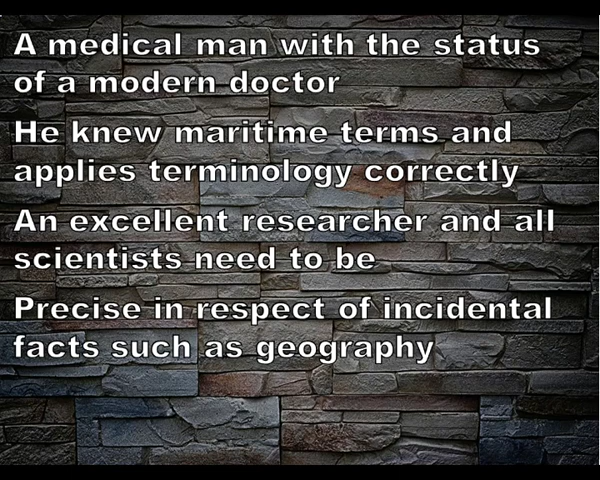 A medical man with the status
of a modern doctor
He knew maritime terms and
applies terminology correctly
An excellent researcher and all
scientists need to be
Precise in respect of incidental
facts such as geography